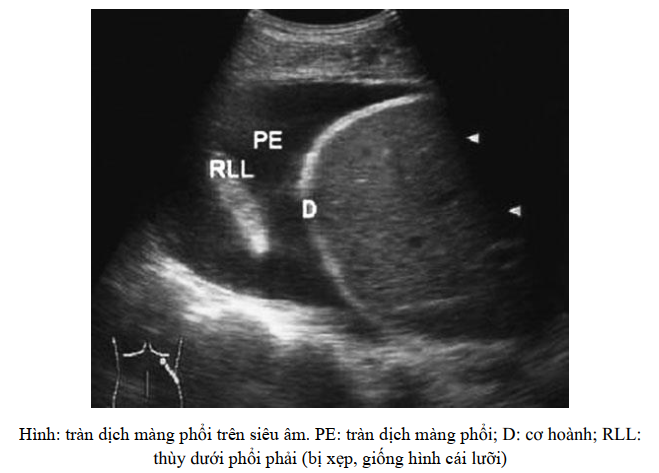 PE
RLL
D
Hình: tràn dịch màng phổi trên siêu âm. PE: tràn dịch màng phổi; D: cơ hoành; RLL:
thùy dưới phổi phải (bị xẹp, giống hình cái lưỡi)